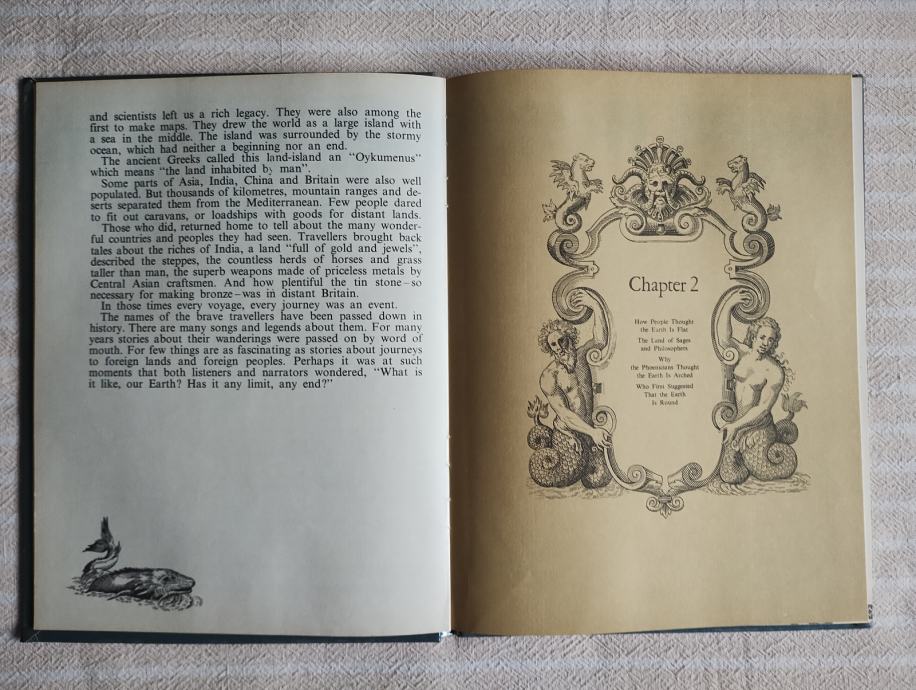 and scientists left us a rich legacy. They were also among the
first to make maps. They drew the world as a large island with
a sea in the middle. The island was surrounded by the stormy
ocean, which had neither a beginning nor an end.
The ancient Greeks called this land-island an “Oykumenus”
which means “the land inhabited by man”.
Some parts of Asia, India, China and Britain were also well
populated. But thousands of kilometres, mountain ranges and de-
serts separated them from the Mediterranean. Few people dared
to fit out caravans, or loadships with goods for distant lands.
Those who did, returned home to tell about the many wonder-
ful countries and peoples they had seen. Travellers brought back
tales about the riches of India, a land “full of gold and jewels”,
described the steppes, the countless herds of horses and grass
taller than man, the superb weapons made of priceless metals by
Central Asian craftsmen. And how plentiful the tin stone—so
necessary for making bronze—was in distant Britain.
In those times every voyage, every journey was an event.
The names of the brave travellers have been passed down in
history. There are many songs and legends about them. For many
years stories about their wanderings were passed on by word of
mouth. For few things are as fascinating as stories about journeys
to foreign lands and foreign peoples. Perhaps it was at such
moments that both listeners and narrators wondered, “What is
it like, our Earth? Has it any limit, any end?”
Chapter 2
How People Thought
the Earth Is Flat
The Land of Sages
and Philosophers
Why
the Phoenicians Thought
the Earth Is Arched
Who First Suggested
That the Earth
Is Round